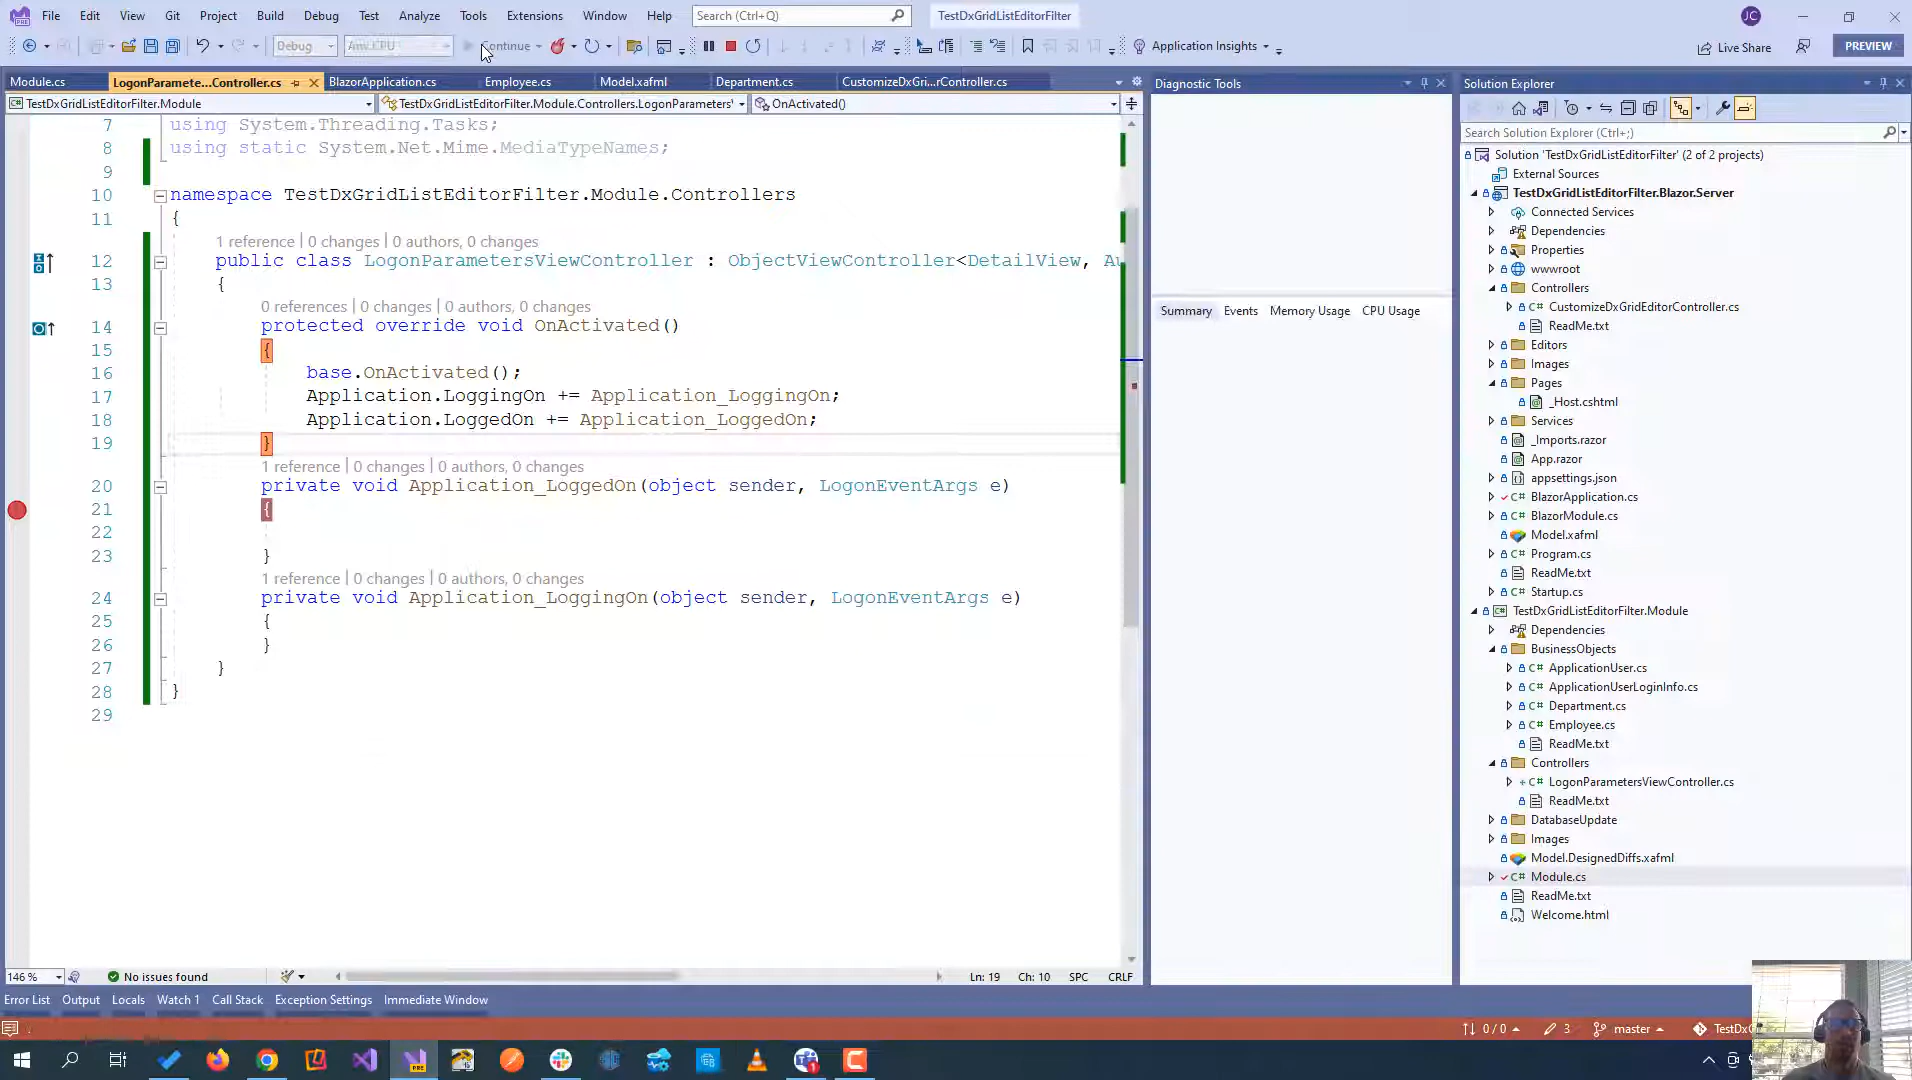 File Edit View Git Project Build Debug Test Analyze Tools Extensions Window Help Search (Ctrl+Q) TestDxGridListEditorFilter JC
Debug Any CPU Continue Application Insights Live Share PREVIEW
Module.cs LogonParamete...Controller.cs BlazorApplication.cs Employee.cs Model.xafml Department.cs CustomizeDxGri...rController.cs
TestDxGridListEditorFilter.Module TestDxGridListEditorFilter.Module.Controllers.LogonParameters' OnActivated()
7 using System.Threading.Tasks;
8 using static System.Net.Mime.MediaTypeNames;
9
10 namespace TestDxGridListEditorFilter.Module.Controllers
11 {
1 reference | 0 changes | 0 authors, 0 changes
12 public class LogonParametersViewController : ObjectViewController<DetailView, Au
13 {
0 references | 0 changes | 0 authors, 0 changes
14 protected override void OnActivated()
15 {
16 base.OnActivated();
17 Application.LoggingOn += Application_LoggingOn;
18 Application.LoggedOn += Application_LoggedOn;
19 }
1 reference | 0 changes | 0 authors, 0 changes
20 private void Application_LoggedOn(object sender, LogonEventArgs e)
21 {
22
23 }
1 reference | 0 changes | 0 authors, 0 changes
24 private void Application_LoggingOn(object sender, LogonEventArgs e)
25 {
26 }
27 }
28 }
29
146 % No issues found Ln: 19 Ch: 10 SPC CRLF
Error List Output Locals Watch 1 Call Stack Exception Settings Immediate Window
Diagnostic Tools
Summary Events Memory Usage CPU Usage
Solution Explorer
Search Solution Explorer (Ctrl+;)
Solution 'TestDxGridListEditorFilter' (2 of 2 projects)
External Sources
TestDxGridListEditorFilter.Blazor.Server
Connected Services
Dependencies
Properties
wwwroot
Controllers
C# CustomizeDxGridEditorController.cs
ReadMe.txt
Editors
Images
Pages
_Host.cshtml
Services
_Imports.razor
App.razor
appsettings.json
C# BlazorApplication.cs
C# BlazorModule.cs
Model.xafml
C# Program.cs
ReadMe.txt
C# Startup.cs
TestDxGridListEditorFilter.Module
Dependencies
BusinessObjects
C# ApplicationUser.cs
C# ApplicationUserLoginInfo.cs
C# Department.cs
C# Employee.cs
ReadMe.txt
Controllers
C# LogonParametersViewController.cs
ReadMe.txt
DatabaseUpdate
Images
Model.DesignedDiffs.xafml
C# Module.cs
ReadMe.txt
Welcome.html
0 / 0 3 master TestDx